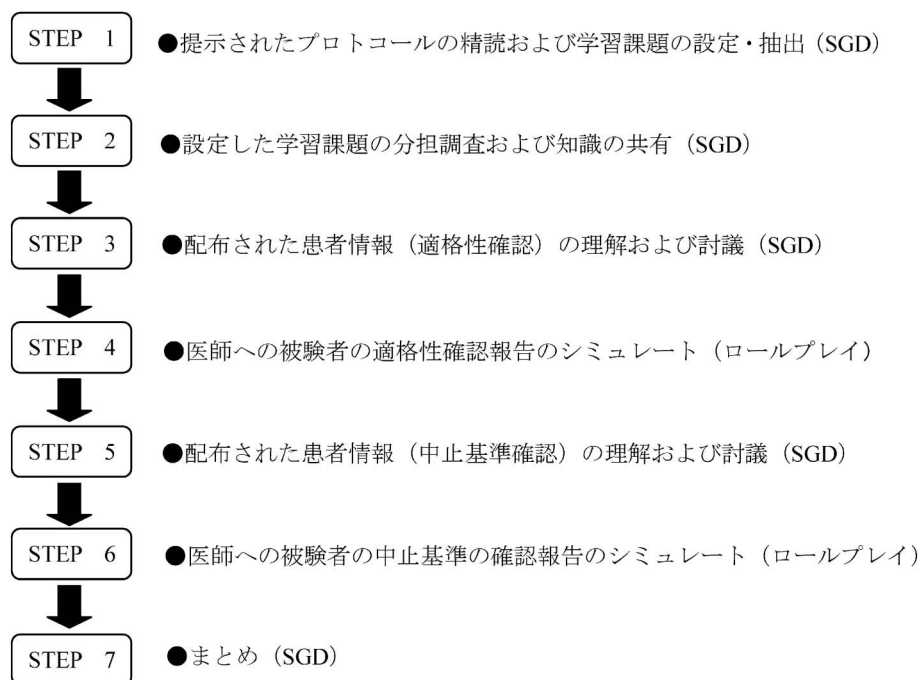 STEP 1 ●提示されたプロトコールの精読および学習課題の設定・抽出（SGD）
STEP 2 ●設定した学習課題の分担調査および知識の共有（SGD）
STEP 3 ●配布された患者情報（適格性確認）の理解および討議（SGD）
STEP 4 ●医師への被験者の適格性確認報告のシミュレート（ロールプレイ）
STEP 5 ●配布された患者情報（中止基準確認）の理解および討議（SGD）
STEP 6 ●医師への被験者の中止基準の確認報告のシミュレート（ロールプレイ）
STEP 7 ●まとめ（SGD）